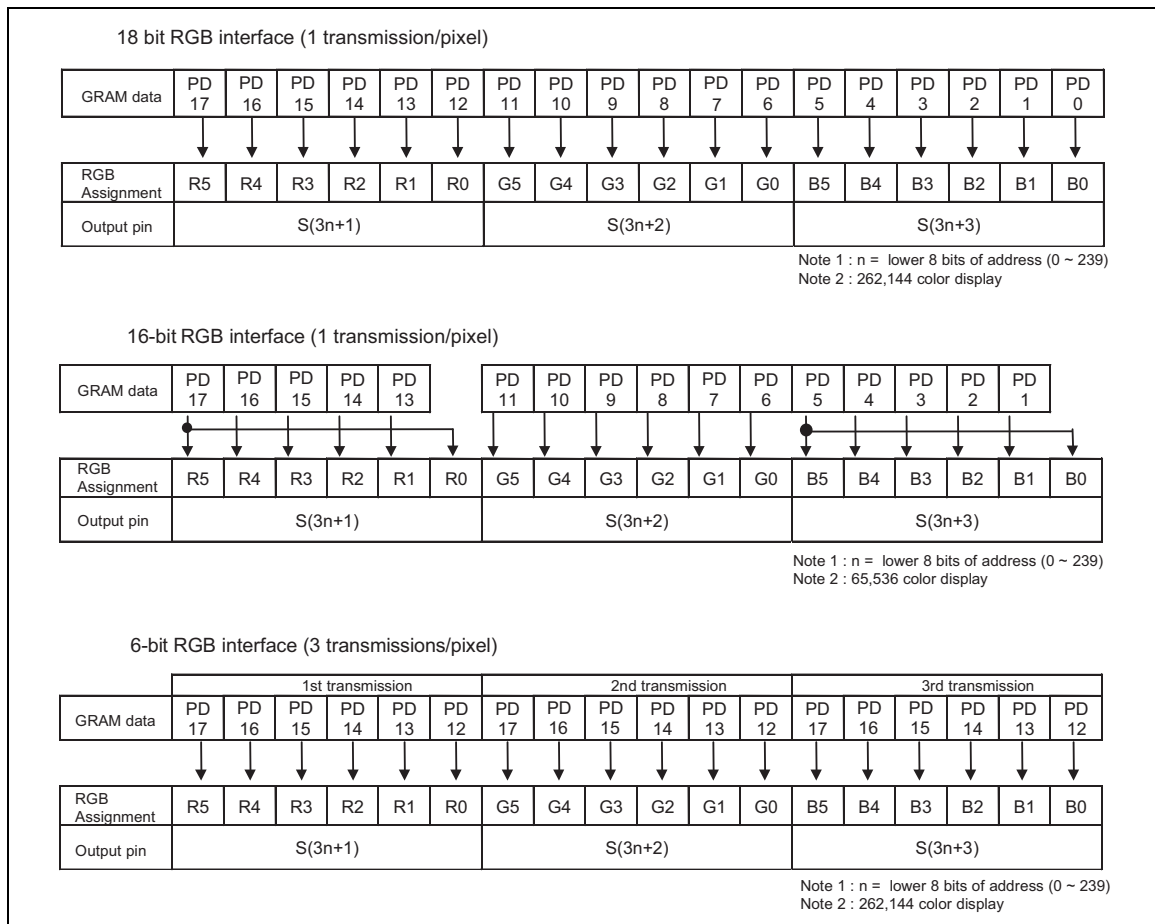 18 bit RGB interface (1 transmission/pixel)
GRAM data PD 17 PD 16 PD 15 PD 14 PD 13 PD 12 PD 11 PD 10 PD 9 PD 8 PD 7 PD 6 PD 5 PD 4 PD 3 PD 2 PD 1 PD 0
RGB Assignment R5 R4 R3 R2 R1 R0 G5 G4 G3 G2 G1 G0 B5 B4 B3 B2 B1 B0
Output pin S(3n+1) S(3n+2) S(3n+3)
Note 1 : n = lower 8 bits of address (0 ~ 239)
Note 2 : 262,144 color display
16-bit RGB interface (1 transmission/pixel)
GRAM data PD 17 PD 16 PD 15 PD 14 PD 13 PD 11 PD 10 PD 9 PD 8 PD 7 PD 6 PD 5 PD 4 PD 3 PD 2 PD 1
RGB Assignment R5 R4 R3 R2 R1 R0 G5 G4 G3 G2 G1 G0 B5 B4 B3 B2 B1 B0
Output pin S(3n+1) S(3n+2) S(3n+3)
Note 1 : n = lower 8 bits of address (0 ~ 239)
Note 2 : 65,536 color display
6-bit RGB interface (3 transmissions/pixel)
1st transmission 2nd transmission 3rd transmission
GRAM data PD 17 PD 16 PD 15 PD 14 PD 13 PD 12 PD 17 PD 16 PD 15 PD 14 PD 13 PD 12 PD 17 PD 16 PD 15 PD 14 PD 13 PD 12
RGB Assignment R5 R4 R3 R2 R1 R0 G5 G4 G3 G2 G1 G0 B5 B4 B3 B2 B1 B0
Output pin S(3n+1) S(3n+2) S(3n+3)
Note 1 : n = lower 8 bits of address (0 ~ 239)
Note 2 : 262,144 color display